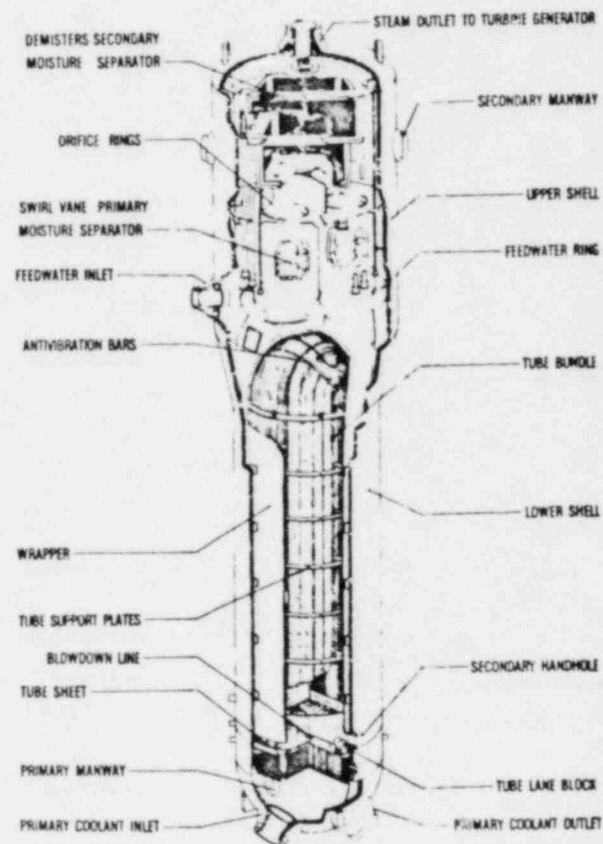 STEAM OUTLET TO TURBINE GENERATOR
DEMISTERS SECONDARY
MOISTURE SEPARATOR
SECONDARY MANWAY
ORIFICE RINGS
UPPER SHELL
SWIRL VANE PRIMARY
MOISTURE SEPARATOR
FEEDWATER RING
FEEDWATER INLET
ANTIVIBRATION BARS
TUBE BUNDLE
LOWER SHELL
WRAPPER
TUBE SUPPORT PLATES
BLOWDOWN LINE
SECONDARY HANDHOLE
TUBE SHEET
PRIMARY MANWAY
TUBE LANE BLOCK
PRIMARY COOLANT INLET
PRIMARY COOLANT OUTLET